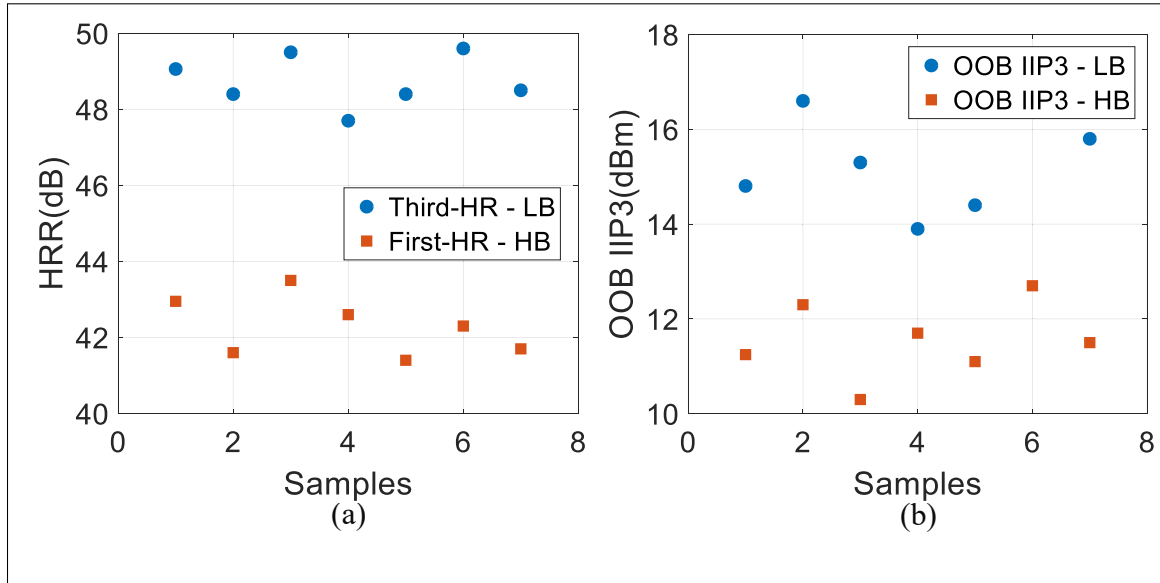 50
48
46
44
42
40
HRR(dB)
Third-HR - LB
First-HR - HB
0
2
4
6
8
Samples
(a)
18
16
14
12
10
OOB IIP3(dBm)
OOB IIP3 - LB
OOB IIP3 - HB
0
2
4
6
8
Samples
(b)